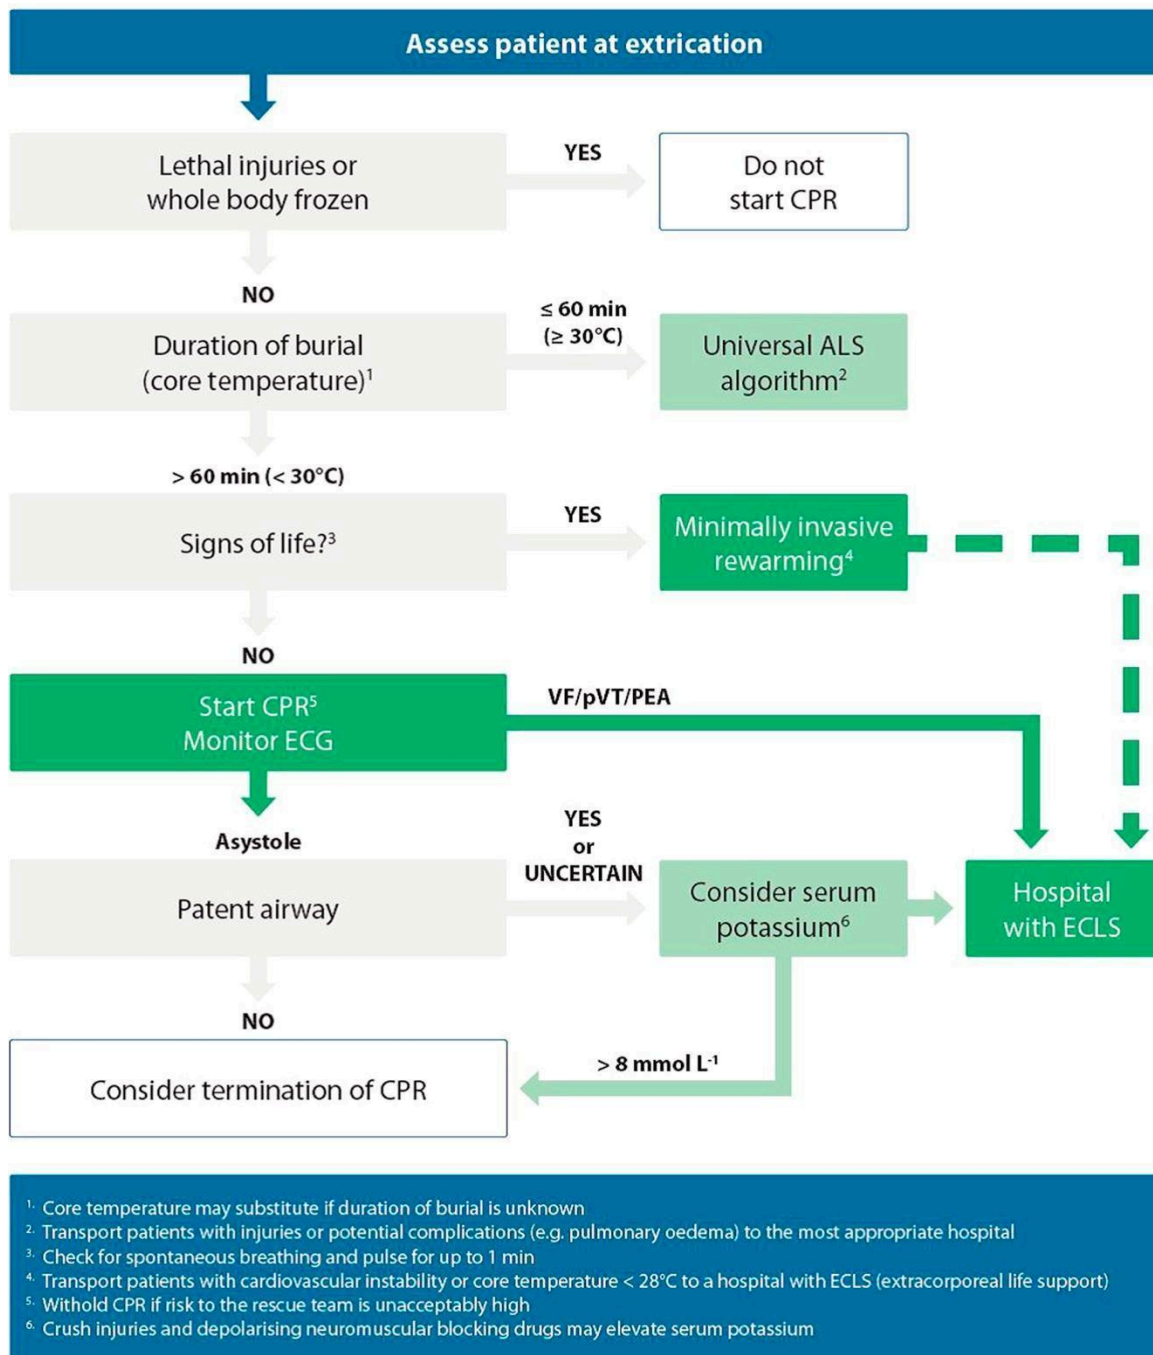 Assess patient at extrication
Lethal injuries or
whole body frozen
YES
Do not
start CPR
NO
Duration of burial
(core temperature)¹
≤ 60 min
(≥ 30°C)
Universal ALS
algorithm²
> 60 min (< 30°C)
Signs of life?³
YES
Minimally invasive
rewarming⁴
NO
Start CPR⁵
Monitor ECG
VF/pVT/PEA
Asystole
Patent airway
YES
or
UNCERTAIN
Consider serum
potassium⁶
Hospital
with ECLS
NO
Consider termination of CPR
> 8 mmol L⁻¹
1. Core temperature may substitute if duration of burial is unknown
2. Transport patients with injuries or potential complications (e.g. pulmonary oedema) to the most appropriate hospital
3. Check for spontaneous breathing and pulse for up to 1 min
4. Transport patients with cardiovascular instability or core temperature < 28°C to a hospital with ECLS (extracorporeal life support)
5. Withold CPR if risk to the rescue team is unacceptably high
6. Crush injuries and depolarising neuromuscular blocking drugs may elevate serum potassium